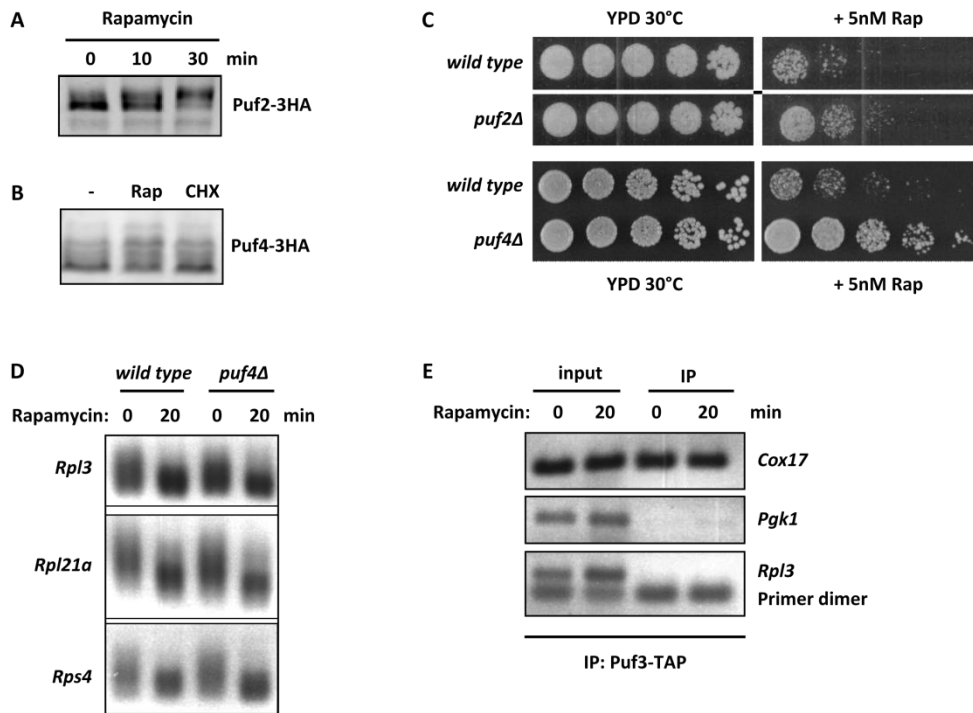 A
Rapamycin
0 10 30 min
Puf2-3HA
B
- Rap CHX
Puf4-3HA
C
YPD 30°C + 5nM Rap
wild type
puf2Δ
wild type
puf4Δ
YPD 30°C + 5nM Rap
D
wild type puf4Δ
Rapamycin: 0 20 0 20 min
Rpl3
Rpl21a
Rps4
E
input IP
Rapamycin: 0 20 0 20 min
Cox17
Pgk1
Rpl3
Primer dimer
IP: Puf3-TAP